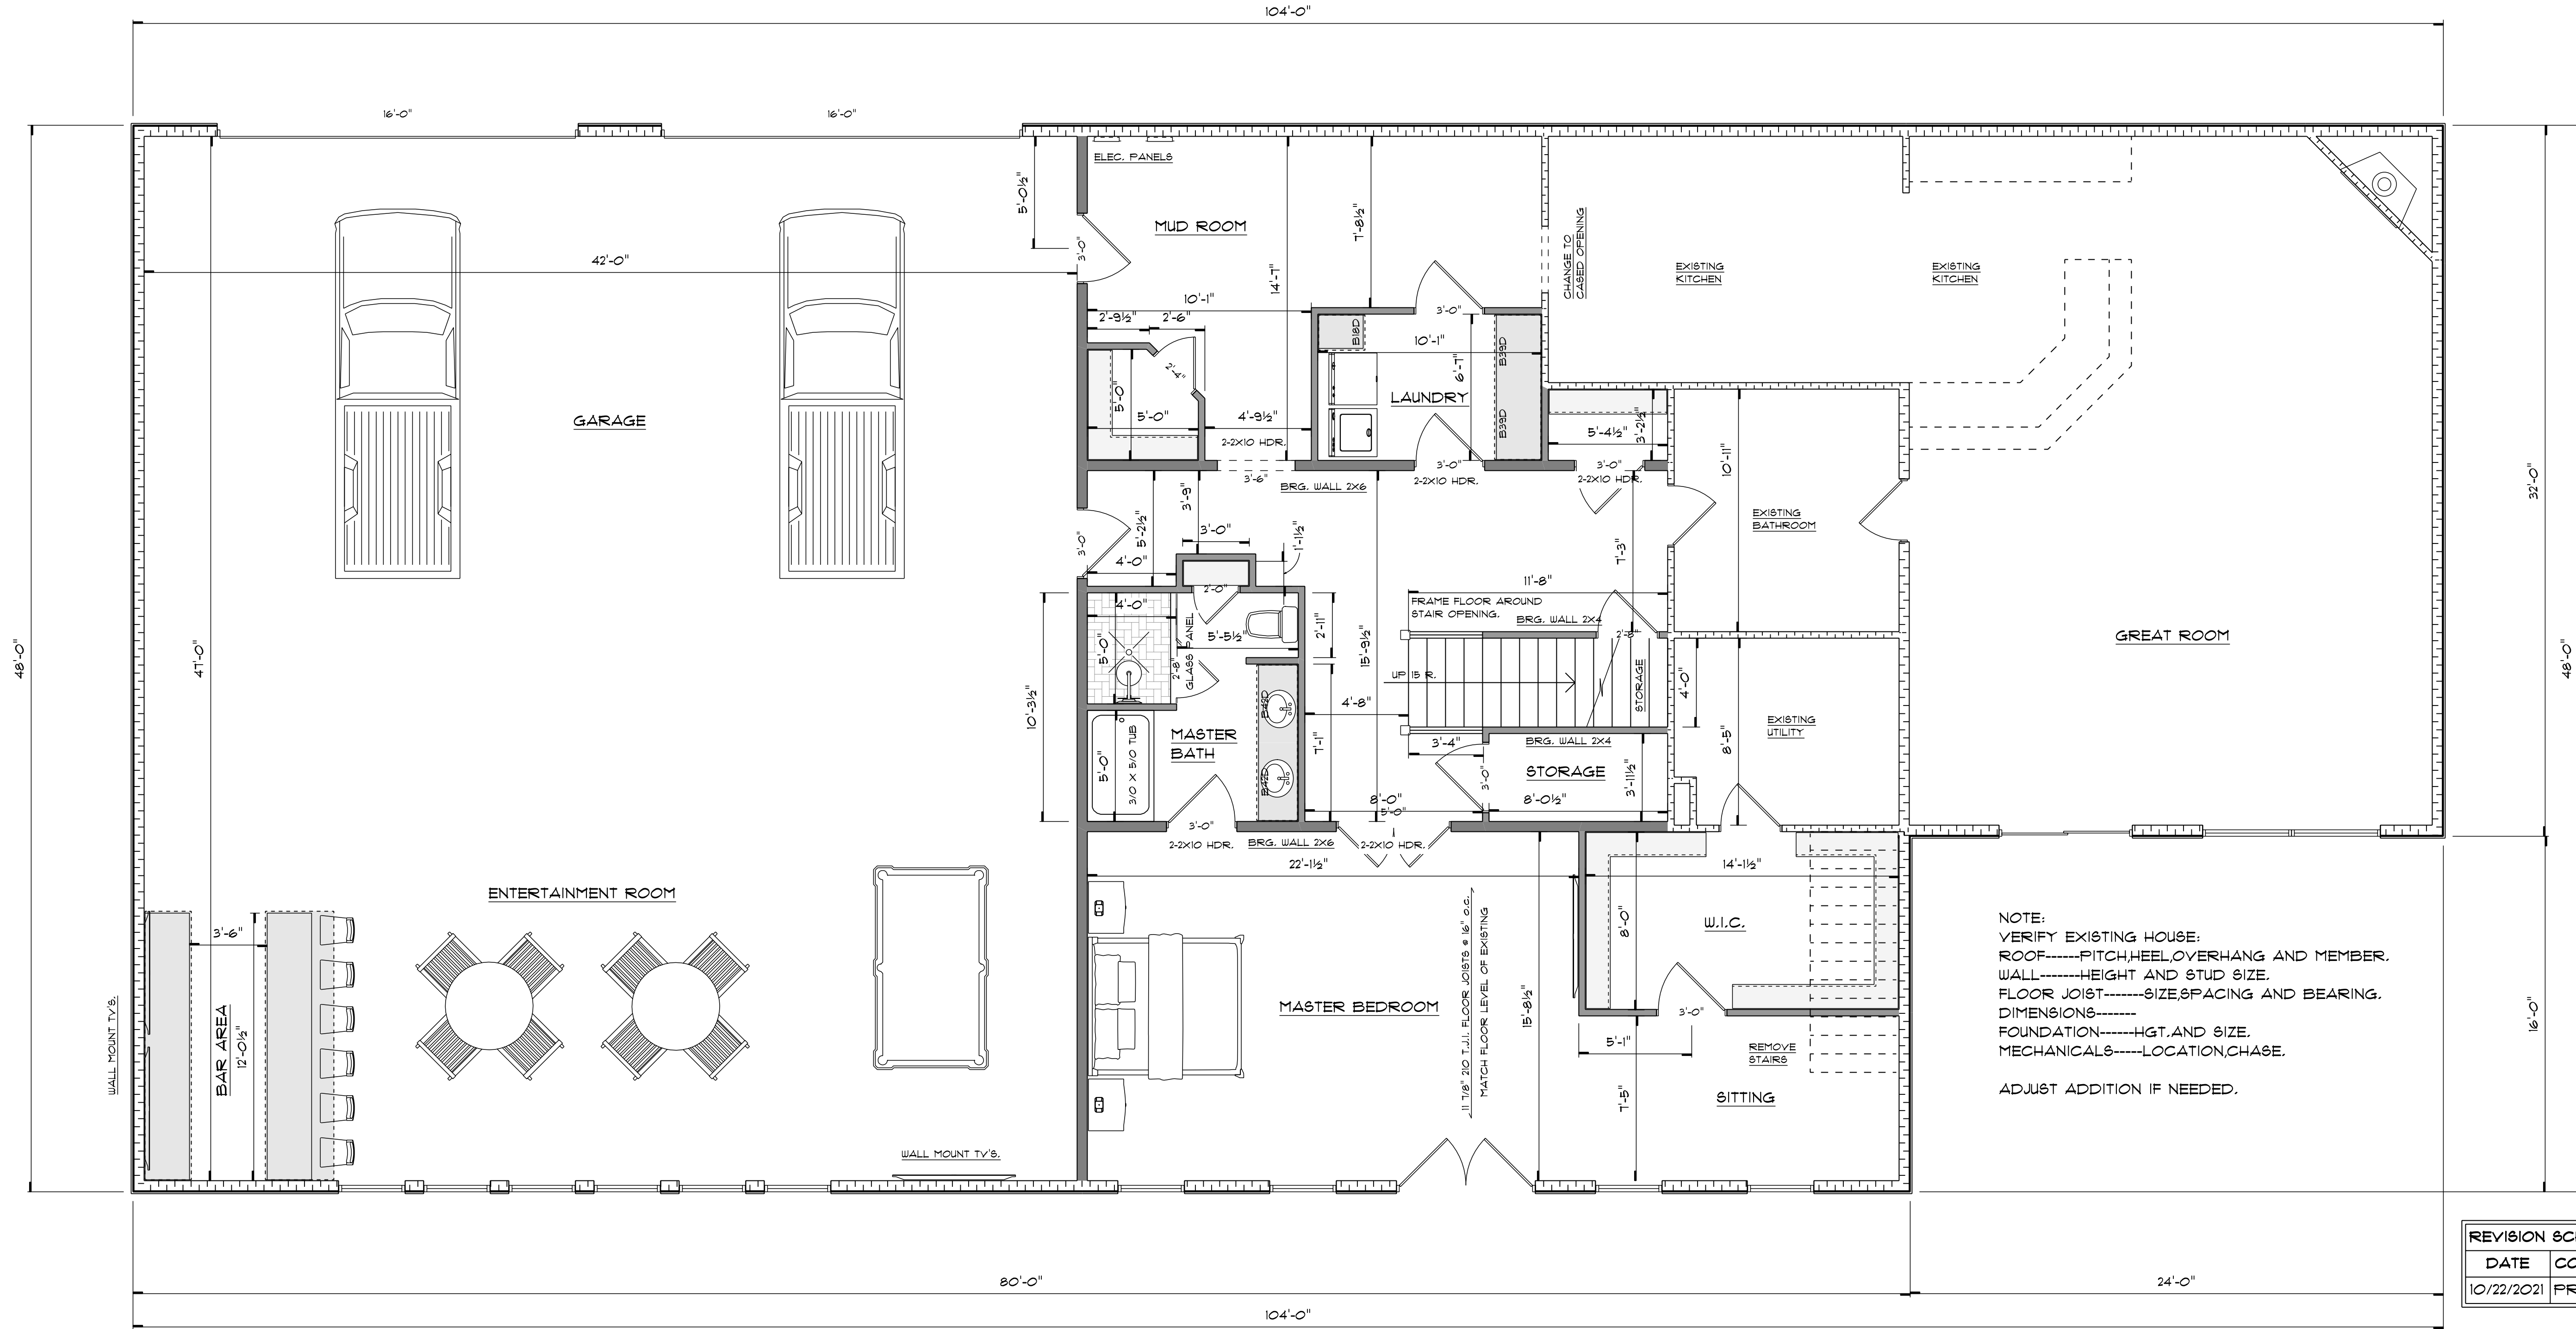 104'-0"
16'-0"
16'-0"
ELEC. PANELS
5'-0½"
MUD ROOM
7'-8½"
14'-7"
3'-0"
CHANGE TO
CASED OPENING
EXISTING
KITCHEN
EXISTING
KITCHEN
42'-0"
10'-1"
2'-9½"
2'-6"
3'-0"
B18D
10'-1"
6'-7"
B39D
B39D
LAUNDRY
2'-4"
5'-0"
5'-0"
4'-9½"
2-2X10 HDR.
GARAGE
5'-4½"
3'-2½"
10'-11"
3'-6"
BRG. WALL 2X6
3'-0"
2-2X10 HDR.
3'-0"
2-2X10 HDR.
32'-0"
EXISTING
BATHROOM
3'-9"
5'-2½"
3'-0"
3'-0"
1'-1½"
4'-0"
7'-3"
11'-8"
2'-0"
4'-0"
FRAME FLOOR AROUND
STAIR OPENING.
BRG. WALL 2X4
2'-8"
5'-5½"
2'-11"
15'-9½"
5'-0"
2'-8"
GLASS PANEL
GREAT ROOM
48'-0"
47'-0"
48'-0"
UP 15 R.
STORAGE
4'-0"
4'-8"
10'-3½"
B42D
MASTER
BATH
EXISTING
UTILITY
8'-5"
7'-1"
3'-4"
BRG. WALL 2X4
5'-0"
3/0 X 5/0 TUB
B42D
3'-0"
STORAGE
3'-11½"
8'-0"
5'-0"
8'-0½"
3'-0"
2-2X10 HDR.
BRG. WALL 2X6
2-2X10 HDR.
22'-1½"
14'-1½"
ENTERTAINMENT ROOM
3'-6"
W.I.C.
8'-0"
NOTE:
VERIFY EXISTING HOUSE:
ROOF------PITCH,HEEL,OVERHANG AND MEMBER.
WALL-------HEIGHT AND STUD SIZE.
FLOOR JOIST-------SIZE,SPACING AND BEARING.
DIMENSIONS-------
FOUNDATION------HGT.AND SIZE.
MECHANICALS-----LOCATION,CHASE.
ADJUST ADDITION IF NEEDED.
MASTER BEDROOM
11 7/8" 210 T.J.I. FLOOR JOISTS @ 16" O.C.
MATCH FLOOR LEVEL OF EXISTING
15'-8½"
3'-0"
5'-1"
REMOVE
STAIRS
16'-0"
WALL MOUNT TV'S.
BAR AREA
12'-0½"
7'-5"
SITTING
WALL MOUNT TV'S.
REVISION SC
DATE
10/22/2021
80'-0"
24'-0"
104'-0"